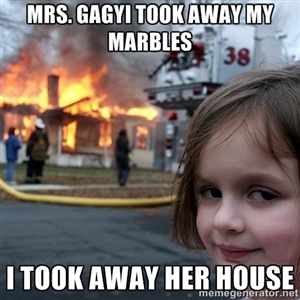 MRS. GAGYI TOOK AWAY MY
MARBLES
38
I TOOK AWAY HER HOUSE
memegenerator.net